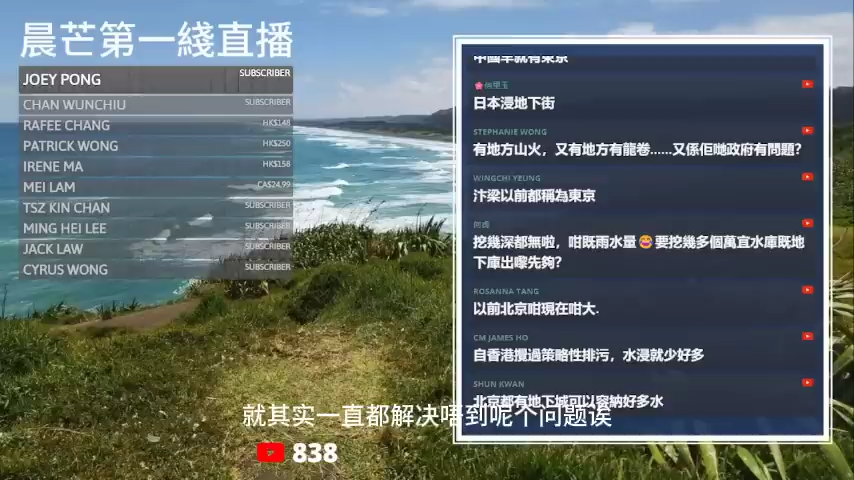 晨芒第一綫直播
JOEY PONG SUBSCRIBER
CHAN WUNCHIU SUBSCRIBER
RAFEE CHANG HK$148
PATRICK WONG HK$250
IRENE MA HK$158
MEI LAM CA$24.99
TSZ KIN CHAN SUBSCRIBER
MING HEI LEE SUBSCRIBER
JACK LAW SUBSCRIBER
CYRUS WONG SUBSCRIBER
中國早就有東京
日本浸地下街
STEPHANIE WONG
有地方山火，又有地方有龍卷......又係佢哋政府有問題?
WINGCHI YEUNG
汴梁以前都稱為東京
挖幾深都無啦，咁既雨水量😂要挖幾多個萬宜水庫既地
下庫出嚟先夠?
ROSANNA TANG
以前北京咁現在咁大.
CM JAMES HO
自香港攪過策略性排污，水浸就少好多
SHUN KWAN
北京都有地下城可以容納好多水
就其实一直都解决唔到呢个问题诶
838